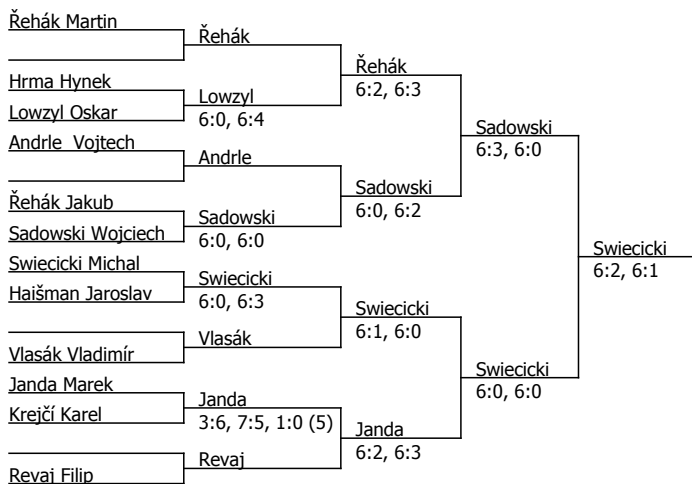 Řehák Martin
Řehák
Řehák
6:2, 6:3
Hrma Hynek
Lowzyl
6:0, 6:4
Lowzyl Oskar
Sadowski
6:3, 6:0
Andrle  Vojtech
Andrle
Sadowski
6:0, 6:2
Řehák Jakub
Sadowski
6:0, 6:0
Sadowski Wojciech
Swiecicki
6:2, 6:1
Swiecicki Michal
Swiecicki
6:0, 6:3
Haišman Jaroslav
Swiecicki
6:1, 6:0
Vlasák
Vlasák Vladimír
Swiecicki
6:0, 6:0
Janda Marek
Janda
3:6, 7:5, 1:0 (5)
Krejčí Karel
Janda
6:2, 6:3
Revaj
Revaj Filip